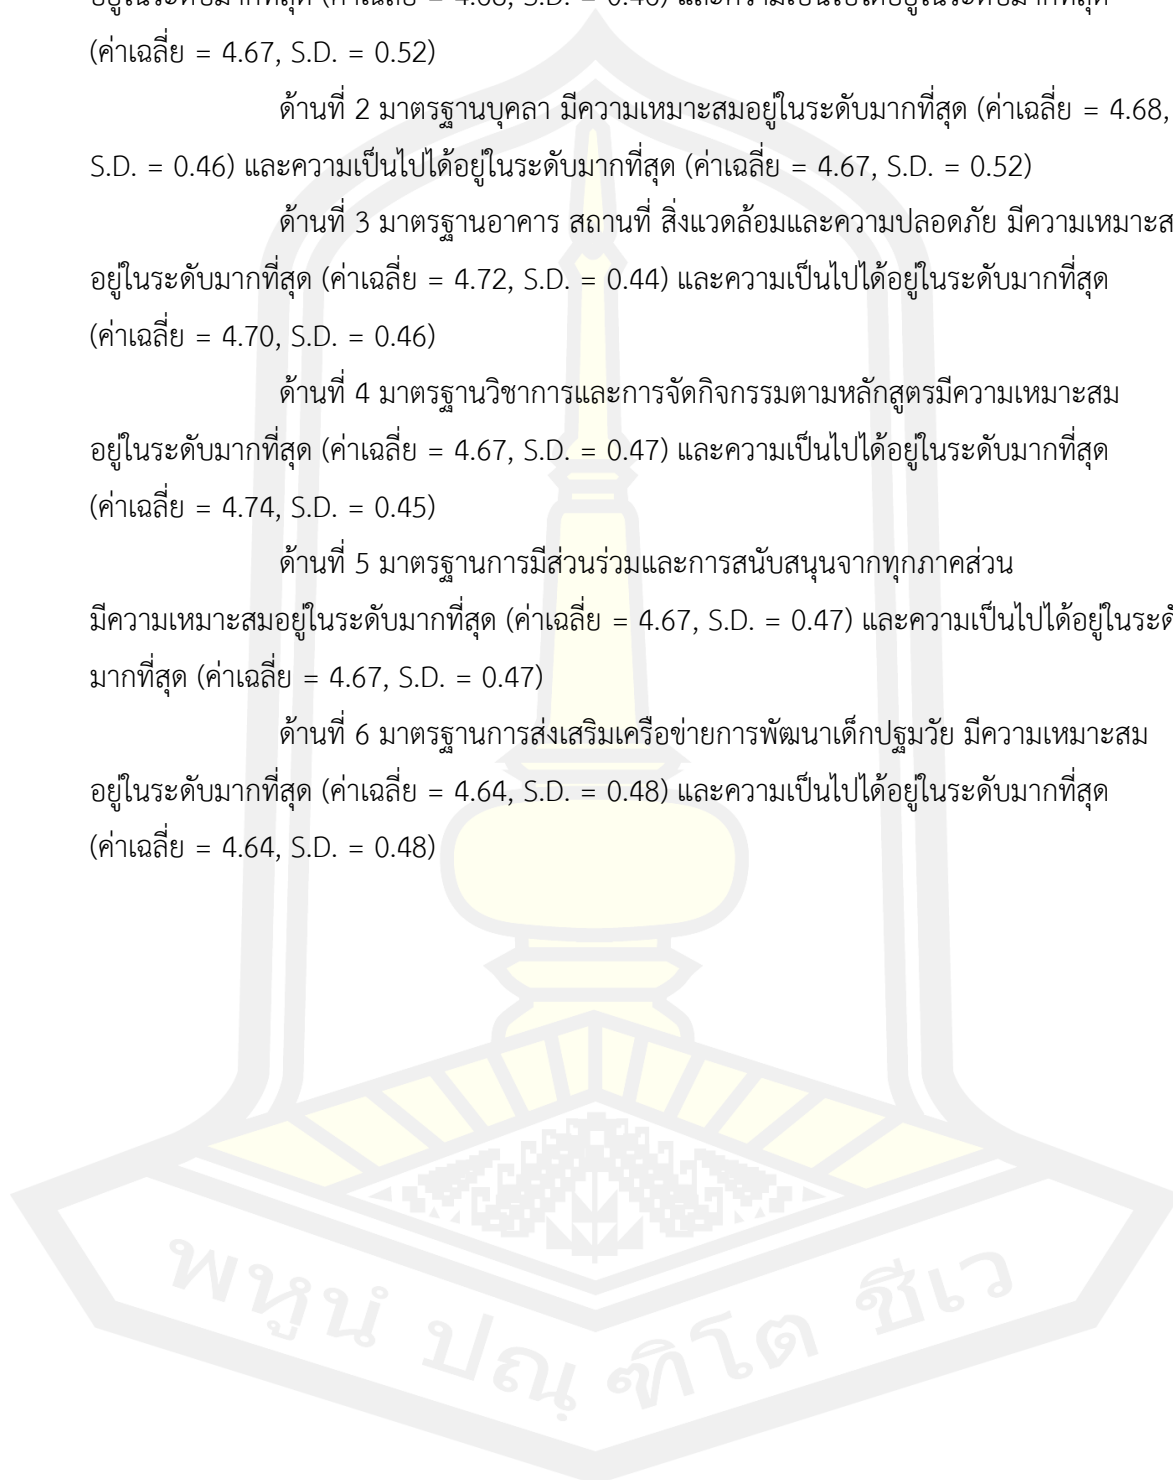 (ค่าเฉลี่ย = 4.67, S.D. = 0.52)
ด้านที่ 2 มาตรฐานบุคลา มีความเหมาะสมอยู่ในระดับมากที่สุด (ค่าเฉลี่ย = 4.68,
S.D. = 0.46) และความเป็นไปได้อยู่ในระดับมากที่สุด (ค่าเฉลี่ย = 4.67, S.D. = 0.52)
ด้านที่ 3 มาตรฐานอาคาร สถานที่ สิ่งแวดล้อมและความปลอดภัย มีความเหมาะส
อยู่ในระดับมากที่สุด (ค่าเฉลี่ย = 4.72, S.D. = 0.44) และความเป็นไปได้อยู่ในระดับมากที่สุด
(ค่าเฉลี่ย = 4.70, S.D. = 0.46)
ด้านที่ 4 มาตรฐานวิชาการและการจัดกิจกรรมตามหลักสูตรมีความเหมาะสม
อยู่ในระดับมากที่สุด (ค่าเฉลี่ย = 4.67, S.D. = 0.47) และความเป็นไปได้อยู่ในระดับมากที่สุด
(ค่าเฉลี่ย = 4.74, S.D. = 0.45)
ด้านที่ 5 มาตรฐานการมีส่วนร่วมและการสนับสนุนจากทุกภาคส่วน
มีความเหมาะสมอยู่ในระดับมากที่สุด (ค่าเฉลี่ย = 4.67, S.D. = 0.47) และความเป็นไปได้อยู่ในระดั
มากที่สุด (ค่าเฉลี่ย = 4.67, S.D. = 0.47)
ด้านที่ 6 มาตรฐานการส่งเสริมเครือข่ายการพัฒนาเด็กปฐมวัย มีความเหมาะสม
อยู่ในระดับมากที่สุด (ค่าเฉลี่ย = 4.64, S.D. = 0.48) และความเป็นไปได้อยู่ในระดับมากที่สุด
(ค่าเฉลี่ย = 4.64, S.D. = 0.48)
พหูนํ ปณฺ ฑิโต ชีเว